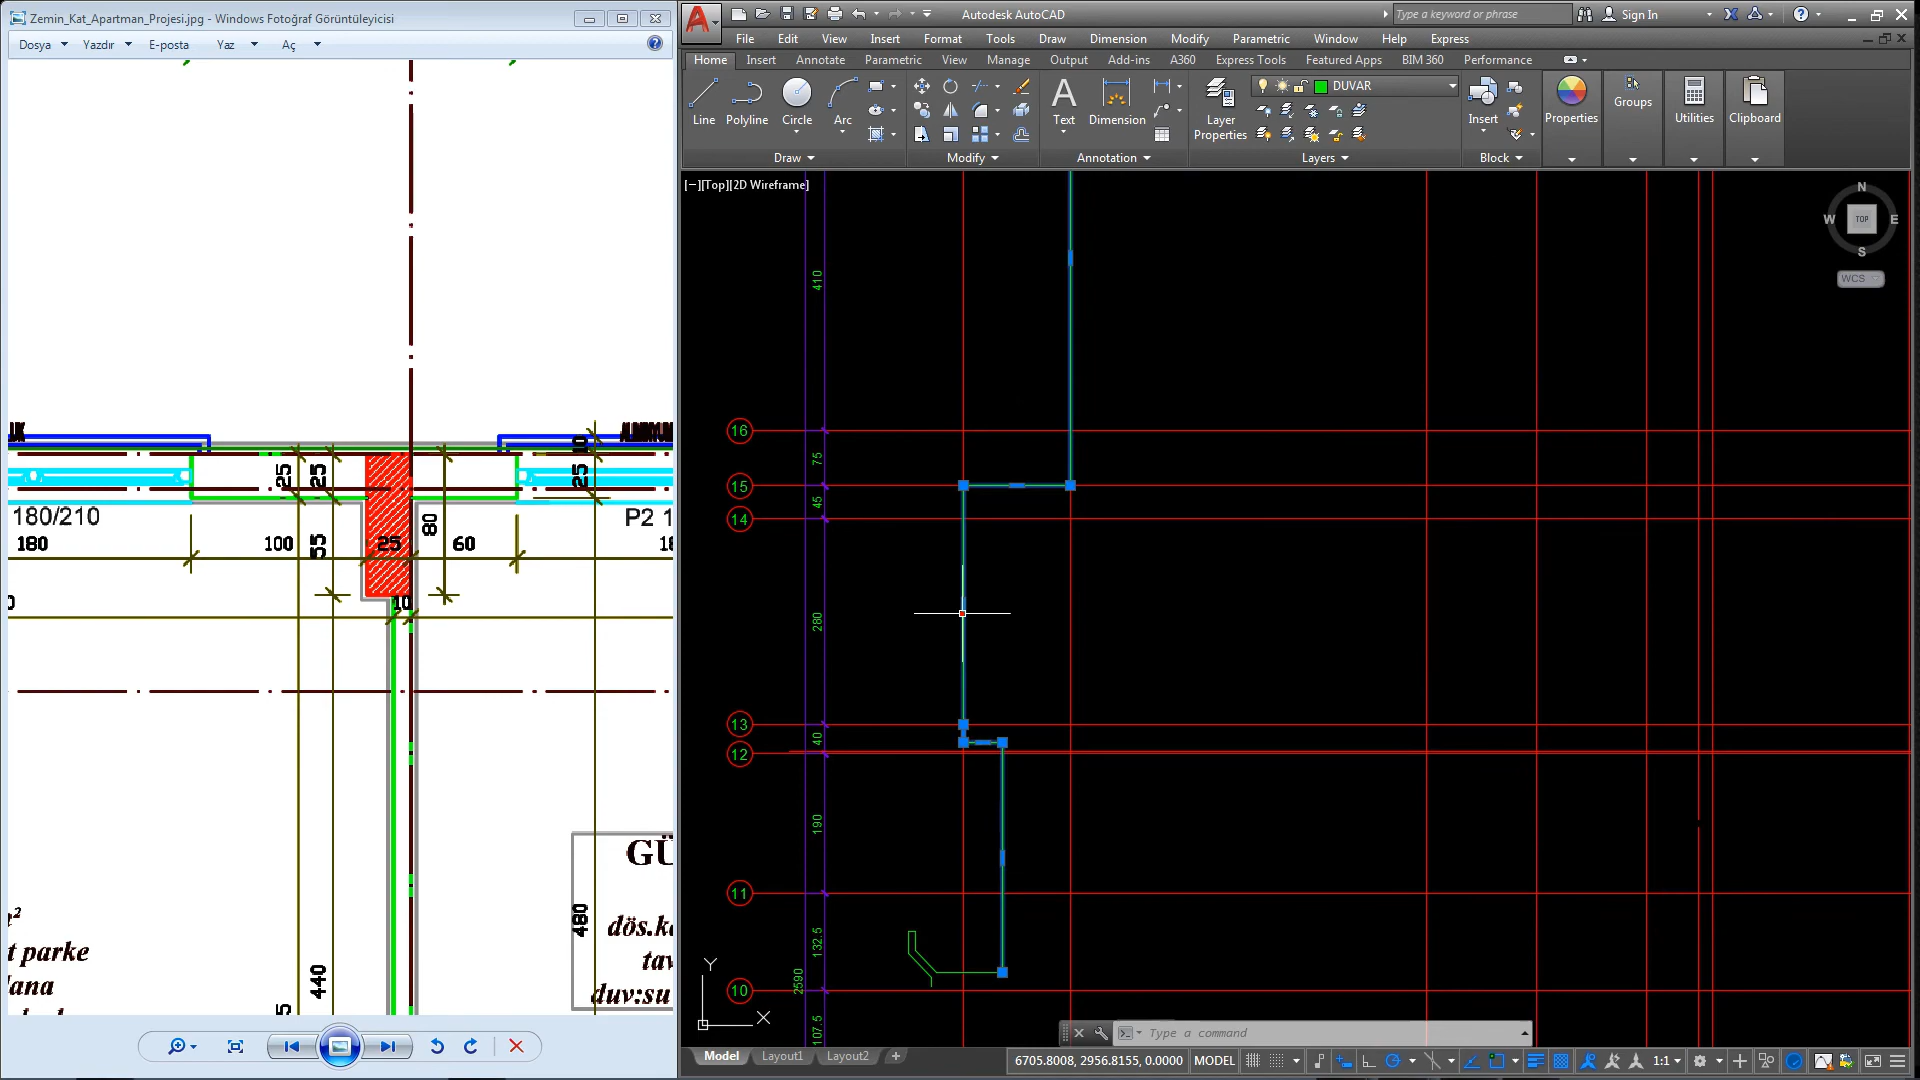 Zemin_Kat_Apartman_Projesi.jpg - Windows Fotoğraf Görüntüleyicisi
Dosya Yazdır E-posta Yaz Aç
25
25
10
25
180/210
P2 1
180
100
55
25
80
60
18
10
440
480
GÜ
t parke
lana
dös.ka
tav
duv:su
Autodesk AutoCAD
Type a keyword or phrase
Sign In
File Edit View Insert Format Tools Draw Dimension Modify Parametric Window Help Express
Home Insert Annotate Parametric View Manage Output Add-ins A360 Express Tools Featured Apps BIM 360 Performance
Line Polyline Circle Arc
Text Dimension
Layer Properties
DUVAR
Insert
Properties
Groups
Utilities
Clipboard
Draw Modify Annotation Layers Block
[−][Top][2D Wireframe]
N
W TOP E
S
WCS
410
16
75
15
45
14
280
13
40
12
190
11
132.5
2590
10
107.5
Y
X
Type a command
Model Layout1 Layout2 +
6705.8008, 2956.8155, 0.0000 MODEL 1:1